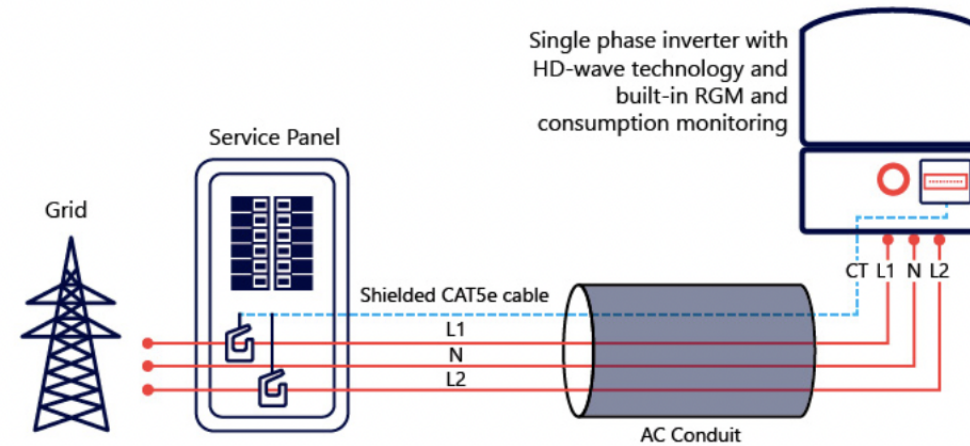 Single phase inverter with
HD-wave technology and
built-in RGM and
consumption monitoring
Service Panel
Grid
CT L1 N L2
Shielded CAT5e cable
L1
N
L2
AC Conduit